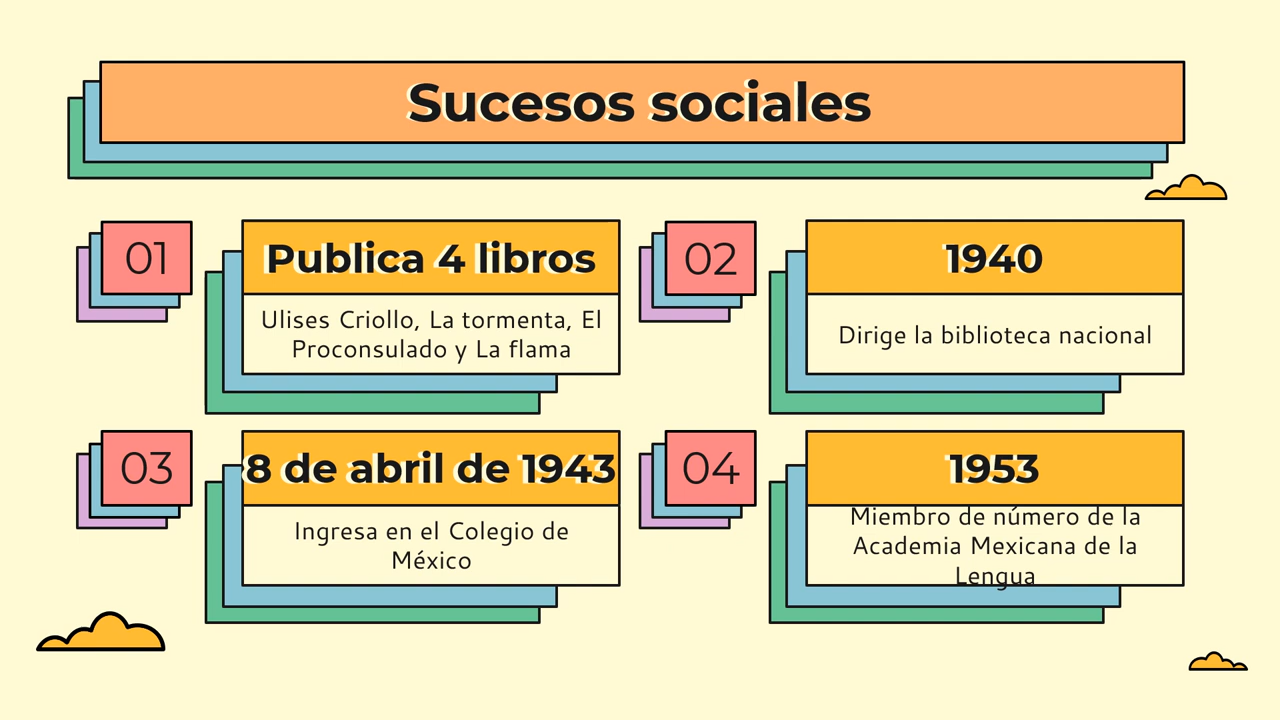 Sucesos sociales
01
Publica 4 libros
Ulises Criollo, La tormenta, El
Proconsulado y La flama
02
1940
Dirige la biblioteca nacional
03
8 de abril de 1943
Ingresa en el Colegio de
México
04
1953
Miembro de número de la
Academia Mexicana de la
Lengua